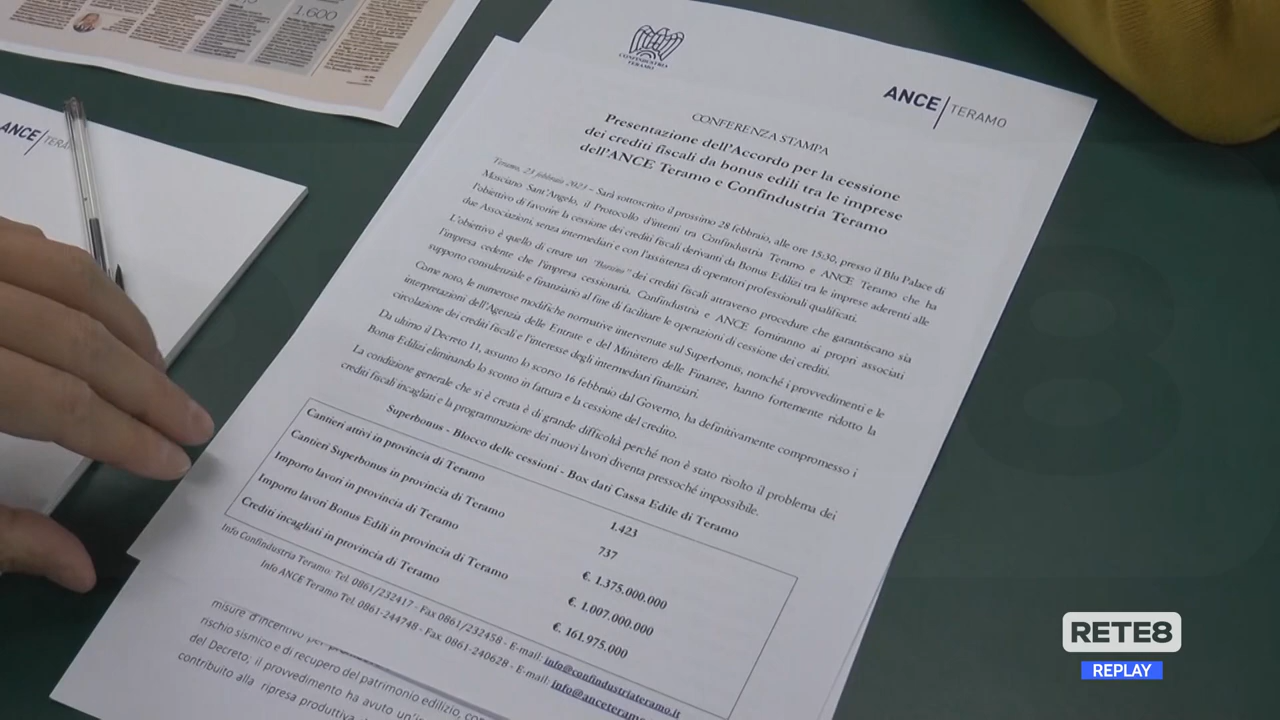 1.600
CONFINDUSTRIA
TERAMO
ANCE TERAMO
ANCE
CONFERENZA STAMPA
Presentazione dell'Accordo per la cessione
dei crediti fiscali da bonus edili tra le imprese
dell'ANCE Teramo e Confindustria Teramo
Teramo, 23 febbraio 2023 – Sarà sottoscritto il prossimo 28 febbraio, alle ore 15:30, presso il Blu Palace di
Mosciano Sant'Angelo, il Protocollo d'intenti tra Confindustria Teramo e ANCE Teramo che ha
l'obiettivo di favorire la cessione dei crediti fiscali derivanti da Bonus Edilizi tra le imprese aderenti alle
due Associazioni, senza intermediari e con l'assistenza di operatori professionali qualificati.
L'obiettivo è quello di creare un "Borsino" dei crediti fiscali attraverso procedure che garantiscano sia
l'impresa cedente che l'impresa cessionaria. Confindustria e ANCE forniranno ai propri associati
supporto consulenziale e finanziario al fine di facilitare le operazioni di cessione dei crediti.
Come noto, le numerose modifiche normative intervenute sul Superbonus, nonché i provvedimenti e le
interpretazioni dell'Agenzia delle Entrate e del Ministero delle Finanze, hanno fortemente ridotto la
circolazione dei crediti fiscali e l'interesse degli intermediari finanziari.
Da ultimo il Decreto 11, assunto lo scorso 16 febbraio dal Governo, ha definitivamente compromesso i
Bonus Edilizi eliminando lo sconto in fattura e la cessione del credito.
La condizione generale che si è creata è di grande difficoltà perché non è stato risolto il problema dei
crediti fiscali incagliati e la programmazione dei nuovi lavori diventa pressoché impossibile.
Superbonus - Blocco delle cessioni - Box dati Cassa Edile di Teramo
Cantieri attivi in provincia di Teramo 1.423
Cantieri Superbonus in provincia di Teramo 737
Importo lavori in provincia di Teramo €. 1.375.000.000
Importo lavori Bonus Edili in provincia di Teramo €. 1.007.000.000
Crediti incagliati in provincia di Teramo €. 161.975.000
Info Confindustria Teramo: Tel. 0861/232417 - Fax 0861/232458 - E-mail: info@confindustriateramo.it
Info ANCE Teramo Tel. 0861-244748 - Fax. 0861-240628 - E-mail: info@anceteramo
misure d'incentivo
rischio sismico e di recupero del patrimonio edilizio,
del Decreto, il provvedimento ha avuto
contribuito alla ripresa produttiva
RETE8
REPLAY